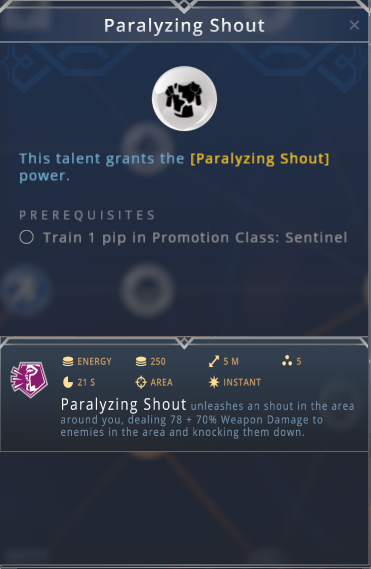 Paralyzing Shout
This talent grants the [Paralyzing Shout]
power.
PREREQUISITES
Train 1 pip in Promotion Class: Sentinel
ENERGY 250 5 M 5
21 S AREA INSTANT
Paralyzing Shout unleashes an shout in the area
around you, dealing 78 + 70% Weapon Damage to
enemies in the area and knocking them down.